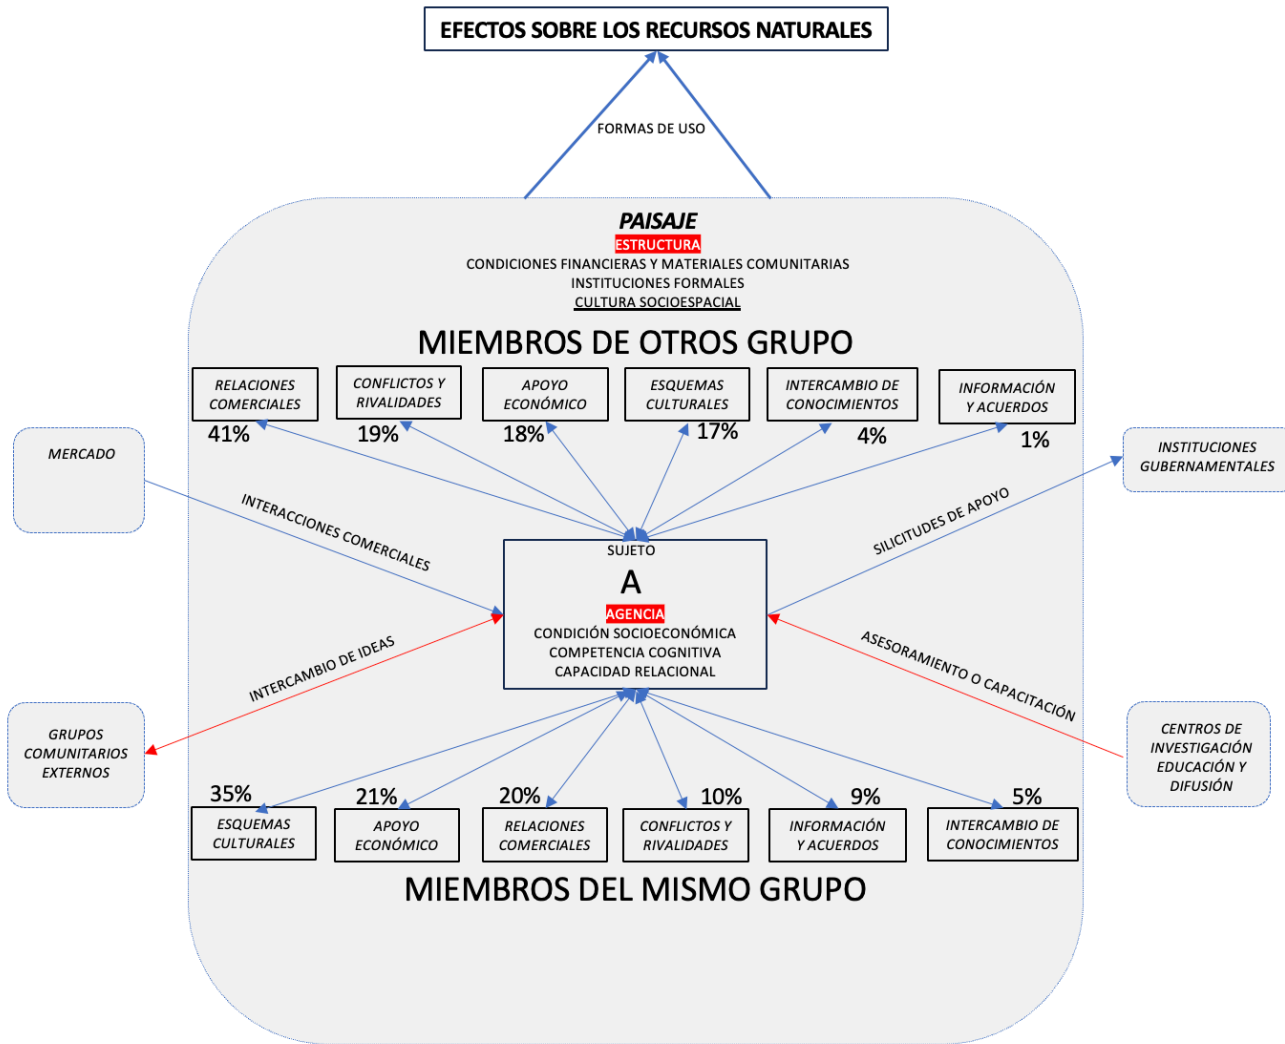 EFECTOS SOBRE LOS RECURSOS NATURALES
FORMAS DE USO
PAISAJE
ESTRUCTURA
CONDICIONES FINANCIERAS Y MATERIALES COMUNITARIAS
INSTITUCIONES FORMALES
CULTURA SOCIOESPACIAL
MIEMBROS DE OTROS GRUPO
RELACIONES
COMERCIALES
41%
CONFLICTOS Y
RIVALIDADES
19%
APOYO
ECONÓMICO
18%
ESQUEMAS
CULTURALES
17%
INTERCAMBIO DE
CONOCIMIENTOS
4%
INFORMACIÓN
Y ACUERDOS
1%
MERCADO
INTERACCIONES COMERCIALES
INSTITUCIONES
GUBERNAMENTALES
SILICITUDES DE APOYO
SUJETO
A
AGENCIA
CONDICIÓN SOCIOECONÓMICA
COMPETENCIA COGNITIVA
CAPACIDAD RELACIONAL
INTERCAMBIO DE IDEAS
GRUPOS
COMUNITARIOS
EXTERNOS
ASESORAMIENTO O CAPACITACIÓN
CENTROS DE
INVESTIGACIÓN
EDUCACIÓN Y
DIFUSIÓN
35%
ESQUEMAS
CULTURALES
21%
APOYO
ECONÓMICO
20%
RELACIONES
COMERCIALES
10%
CONFLICTOS Y
RIVALIDADES
9%
INFORMACIÓN
Y ACUERDOS
5%
INTERCAMBIO DE
CONOCIMIENTOS
MIEMBROS DEL MISMO GRUPO